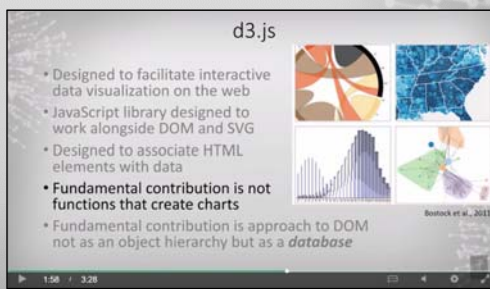 d3.js
• Designed to facilitate interactive
data visualization on the web
• JavaScript library designed to
work alongside DOM and SVG
• Designed to associate HTML
elements with data
• Fundamental contribution is not
functions that create charts
• Fundamental contribution is approach to DOM
not as an object hierarchy but as a database
Bostock et al., 2011
1:58 / 3:28